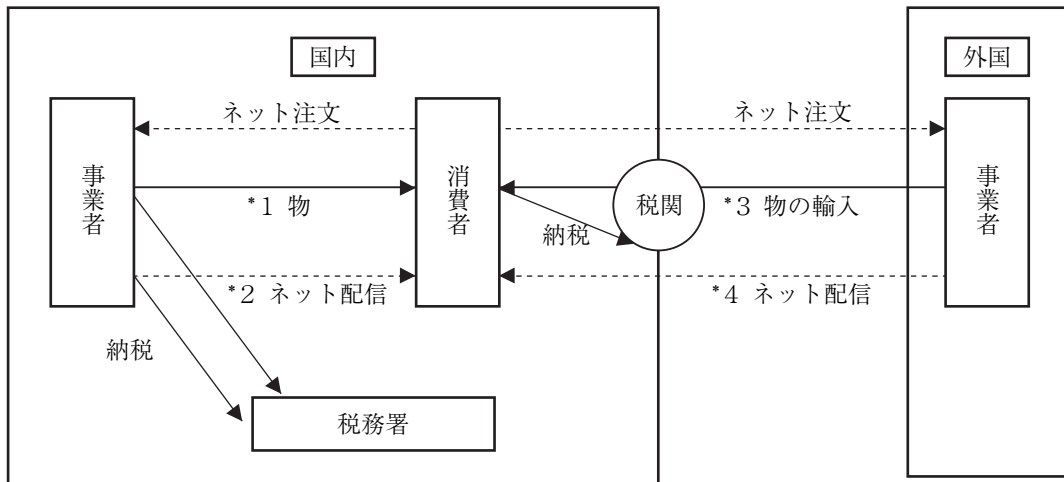 国内
外国
ネット注文
ネット注文
事業者
消費者
税関
事業者
*1 物
*3 物の輸入
納税
*2 ネット配信
*4 ネット配信
納税
税務署